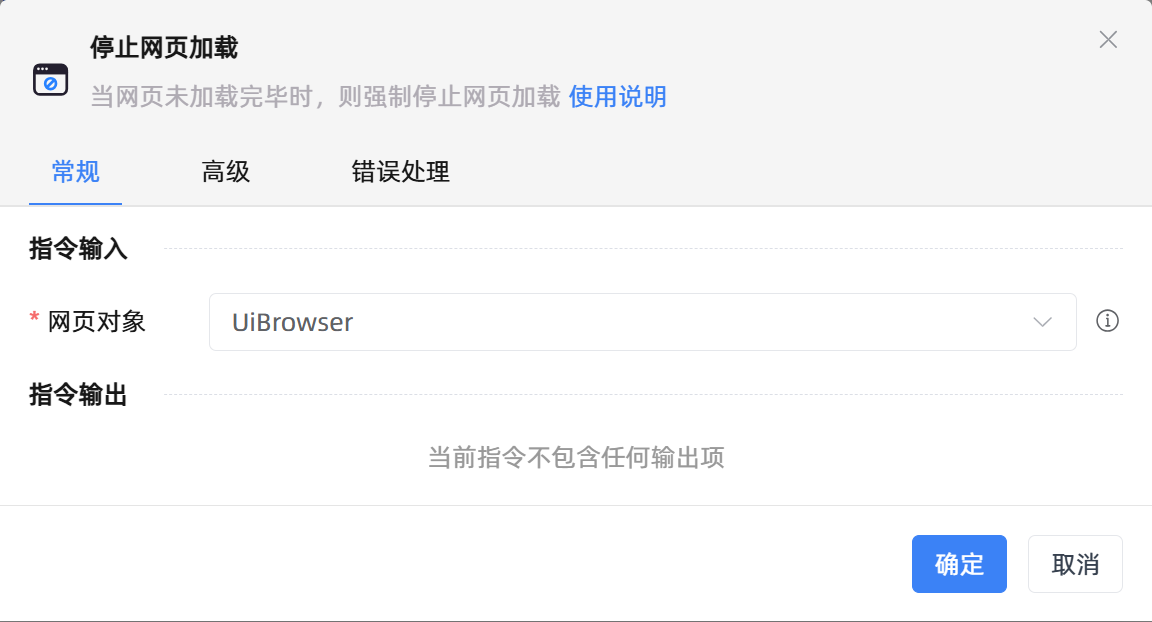 停止网页加载
当网页未加载完毕时，则强制停止网页加载 使用说明
常规 高级 错误处理
指令输入
* 网页对象 UiBrowser
指令输出
当前指令不包含任何输出项
确定 取消